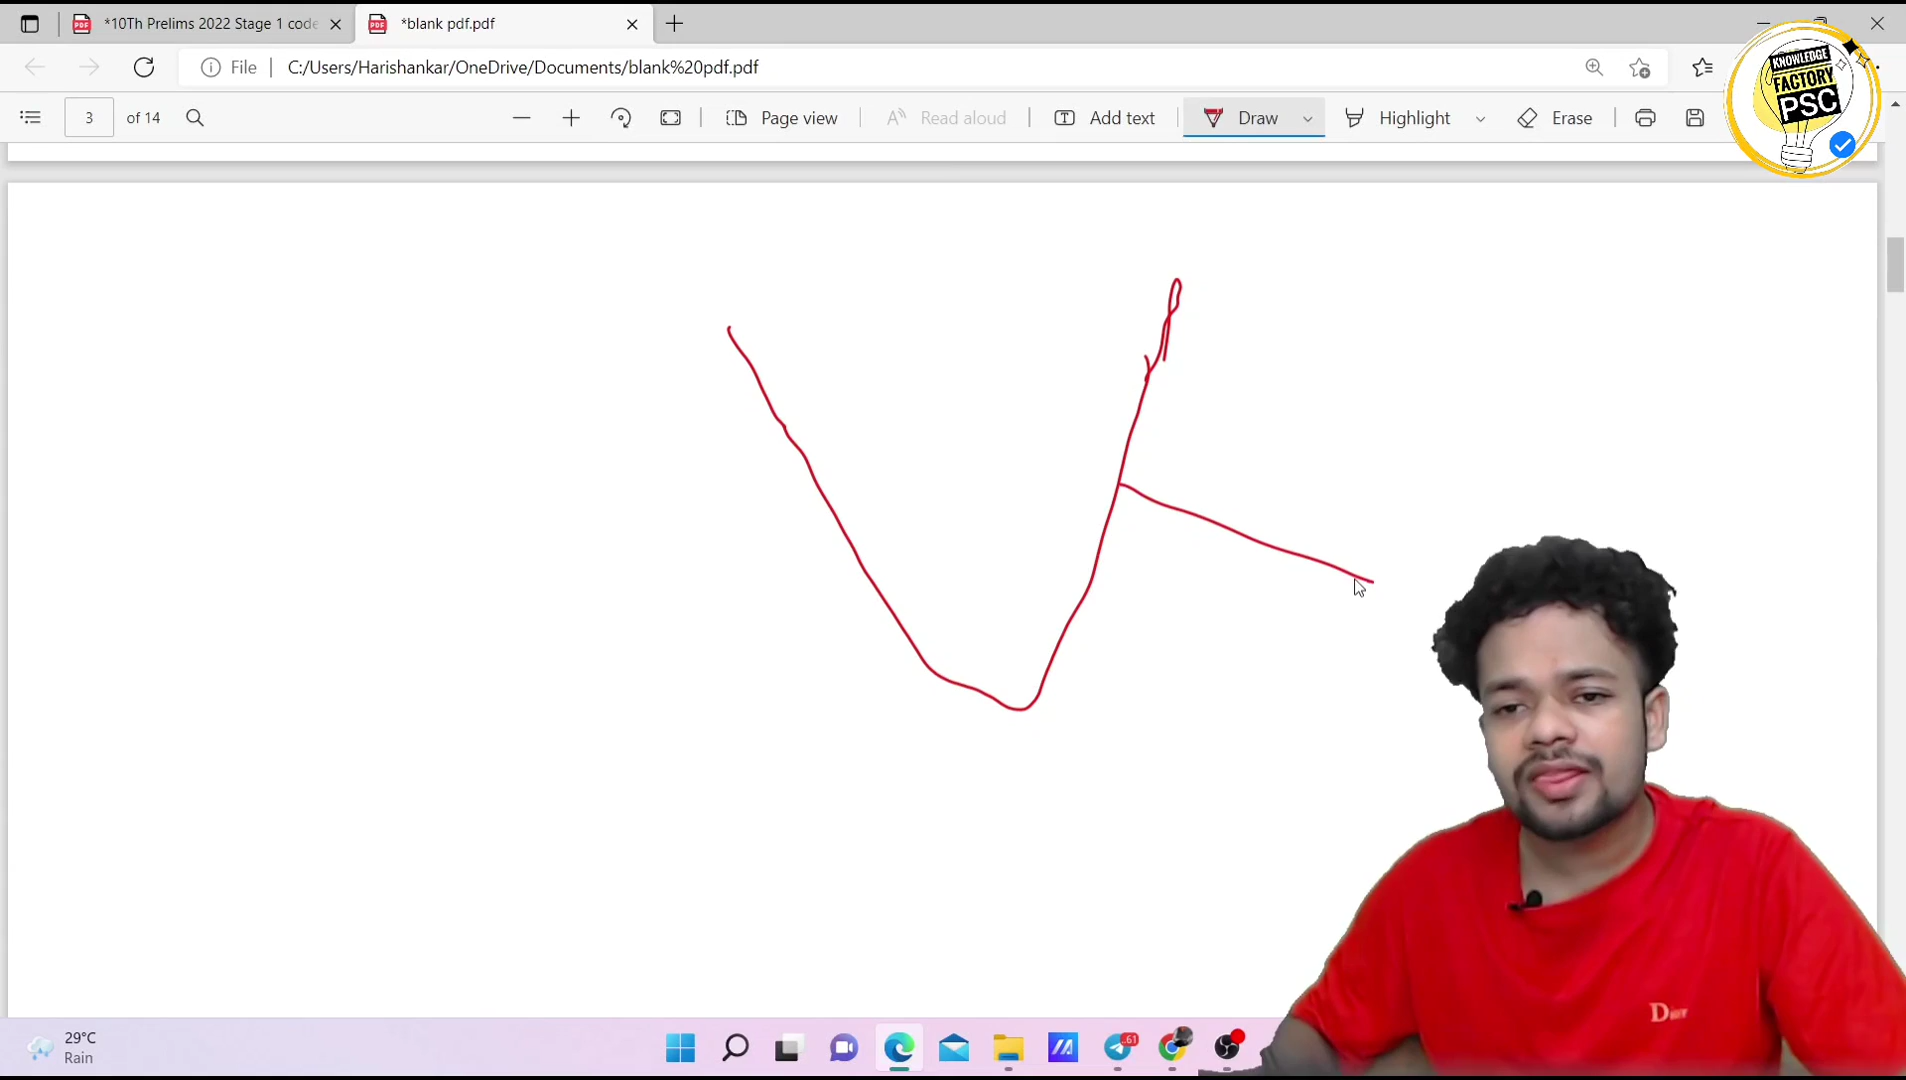 *10Th Prelims 2022 Stage 1 code
*blank pdf.pdf
File
C:/Users/Harishankar/OneDrive/Documents/blank%20pdf.pdf
3 of 14
Page view
Read aloud
Add text
Draw
Highlight
Erase
KNOWLEDGE
FACTORY
PSC
29°C
Rain
61